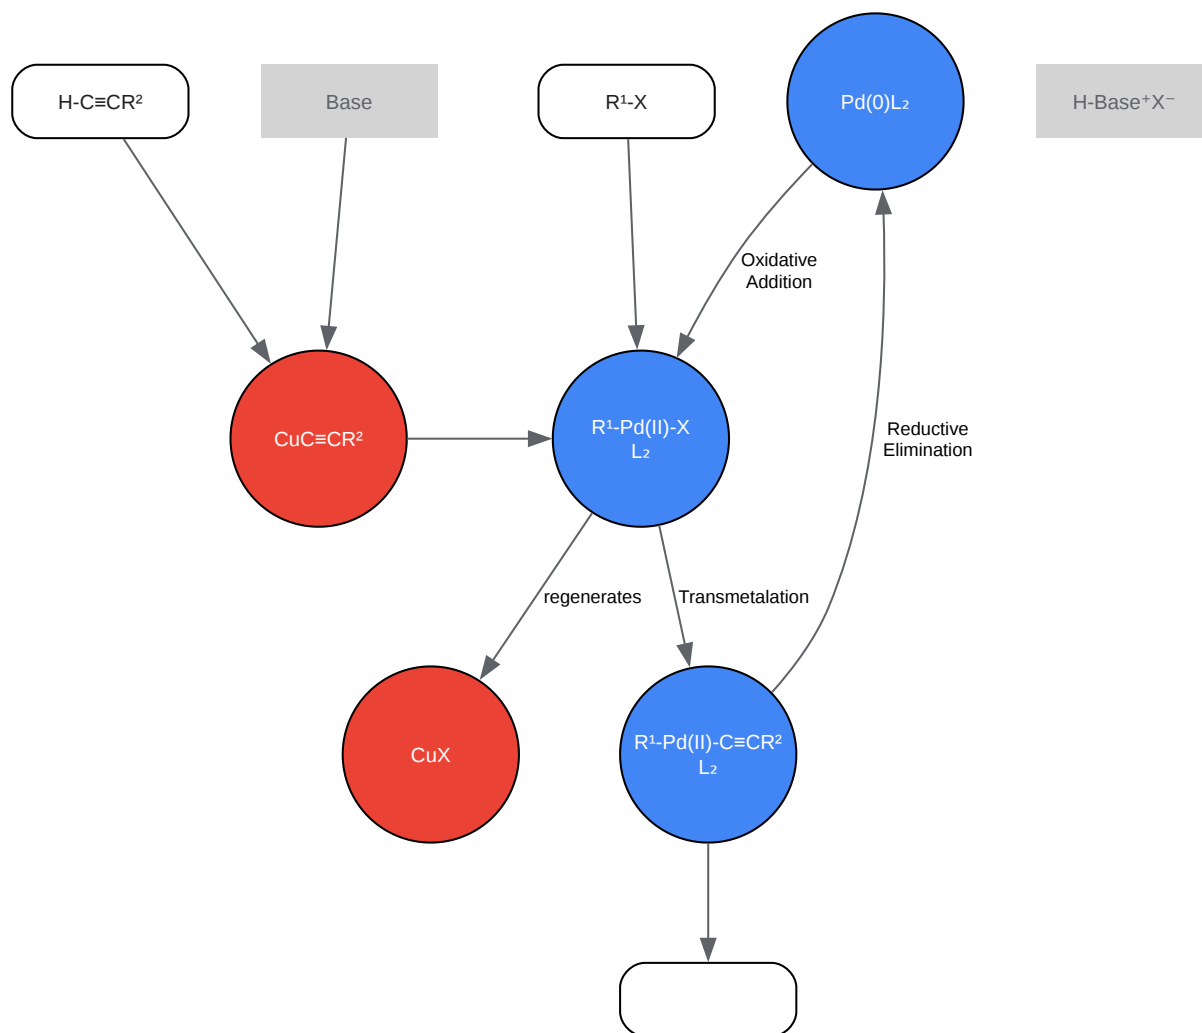 H-C≡CR²
Base
R¹-X
Pd(0)L₂
H-Base⁺X⁻
Oxidative
Addition
CuC≡CR²
R¹-Pd(II)-X
L₂
Reductive
Elimination
regenerates
Transmetalation
CuX
R¹-Pd(II)-C≡CR²
L₂